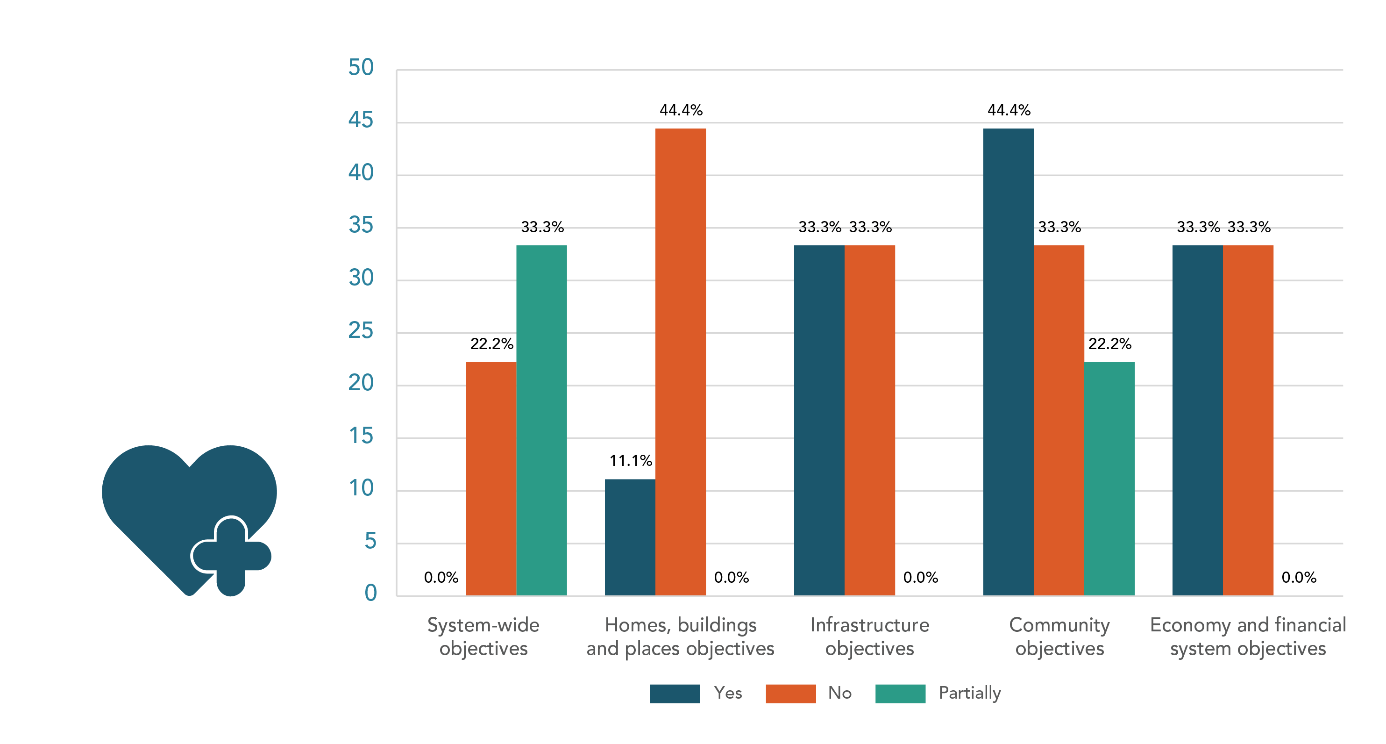 50
45
40
35
30
25
20
15
10
5
0
0.0% 22.2% 33.3%
11.1% 44.4% 0.0%
33.3% 33.3% 0.0%
44.4% 33.3% 22.2%
33.3% 33.3% 0.0%
System-wide
objectives
Homes, buildings
and places objectives
Infrastructure
objectives
Community
objectives
Economy and financial
system objectives
Yes No Partially